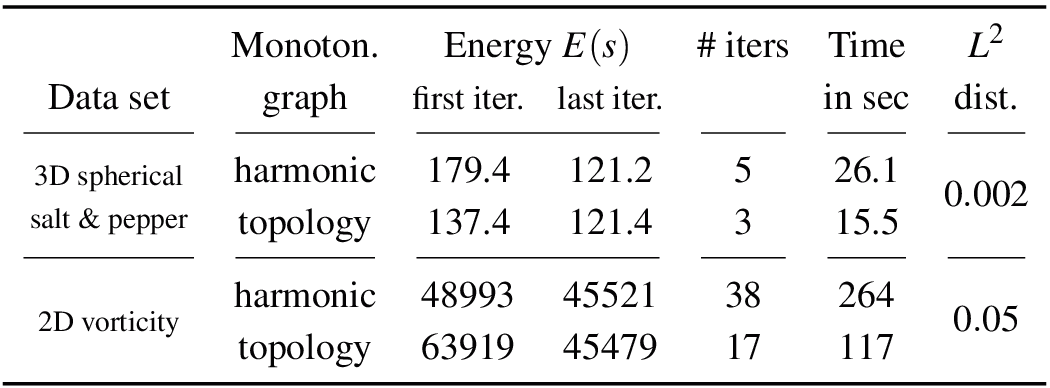 Monoton. Energy E(s) # iters Time L²
Data set graph first iter. last iter. in sec dist.
3D spherical salt & pepper harmonic 179.4 121.2 5 26.1 0.002
topology 137.4 121.4 3 15.5
2D vorticity harmonic 48993 45521 38 264 0.05
topology 63919 45479 17 117